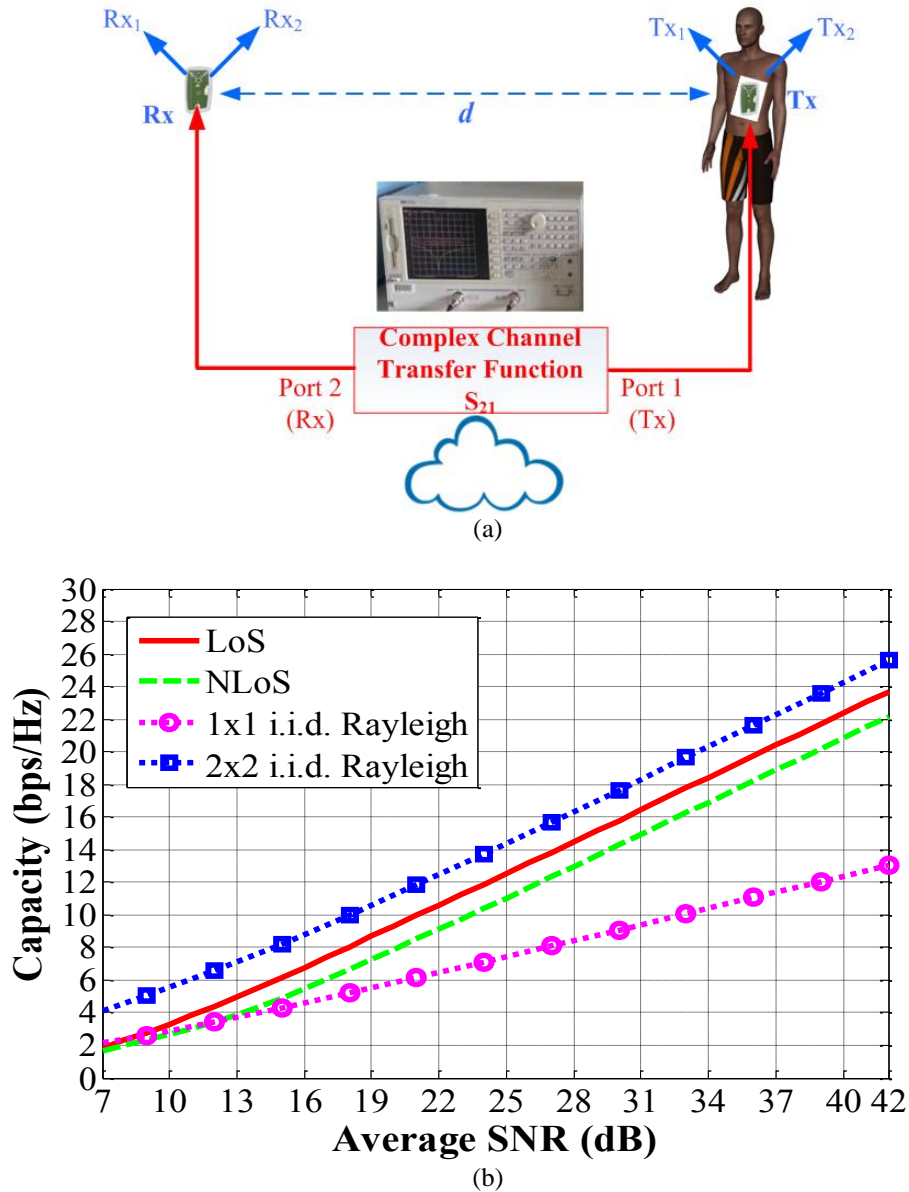 Rx1 Rx2 Tx1 Tx2
Rx d Tx
Complex Channel
Transfer Function
S21
Port 2
(Rx)
Port 1
(Tx)
(a)
30
28
26
24
22
20
18
16
14
12
10
8
6
4
2
0
Capacity (bps/Hz)
LoS
NLoS
1x1 i.i.d. Rayleigh
2x2 i.i.d. Rayleigh
7 10 13 16 19 22 25 28 31 34 37 40 42
Average SNR (dB)
(b)